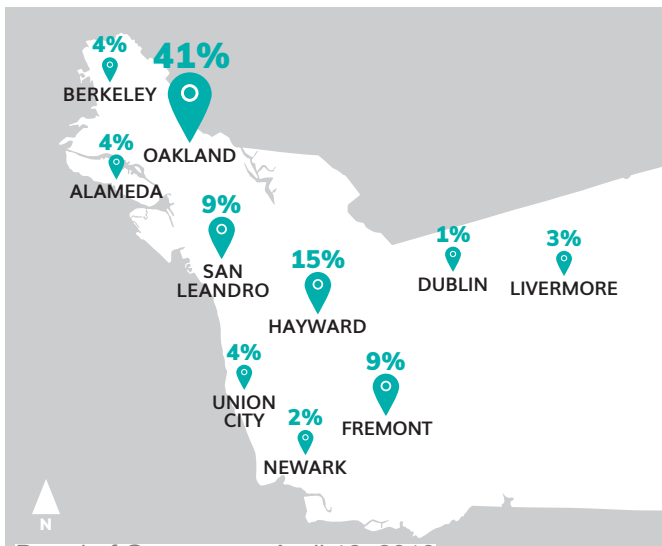 4%
BERKELEY
41%
OAKLAND
4%
ALAMEDA
9%
SAN
LEANDRO
15%
HAYWARD
1%
DUBLIN
3%
LIVERMORE
4%
UNION
CITY
9%
FREMONT
2%
NEWARK
N